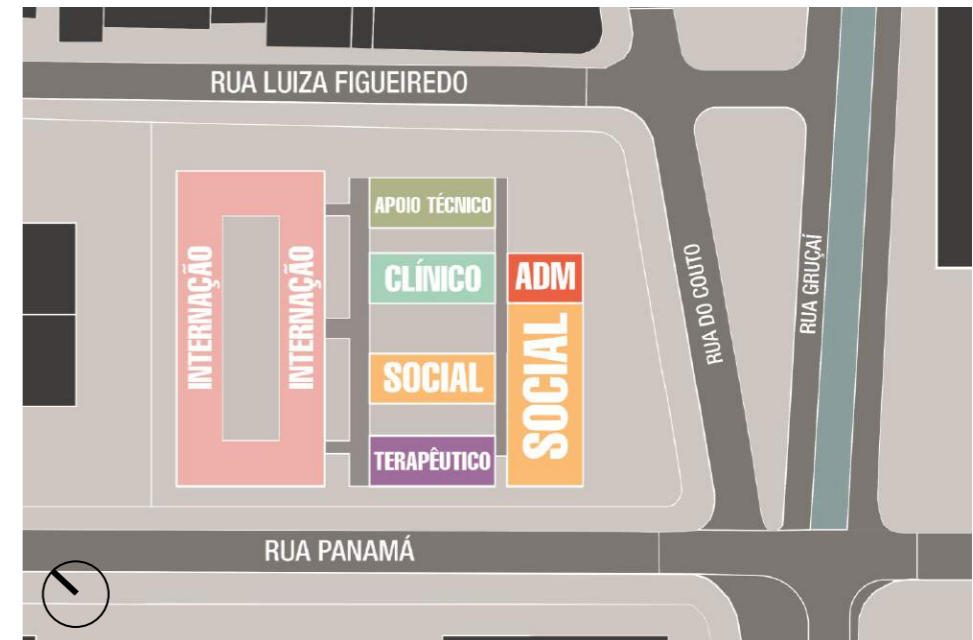 RUA LUIZA FIGUEIREDO
APOIO TÉCNICO
INTERNAÇÃO
INTERNAÇÃO
CLÍNICO
ADM
SOCIAL
SOCIAL
TERAPÊUTICO
RUA DO COUTO
RUA GRUÇAÍ
RUA PANAMÁ